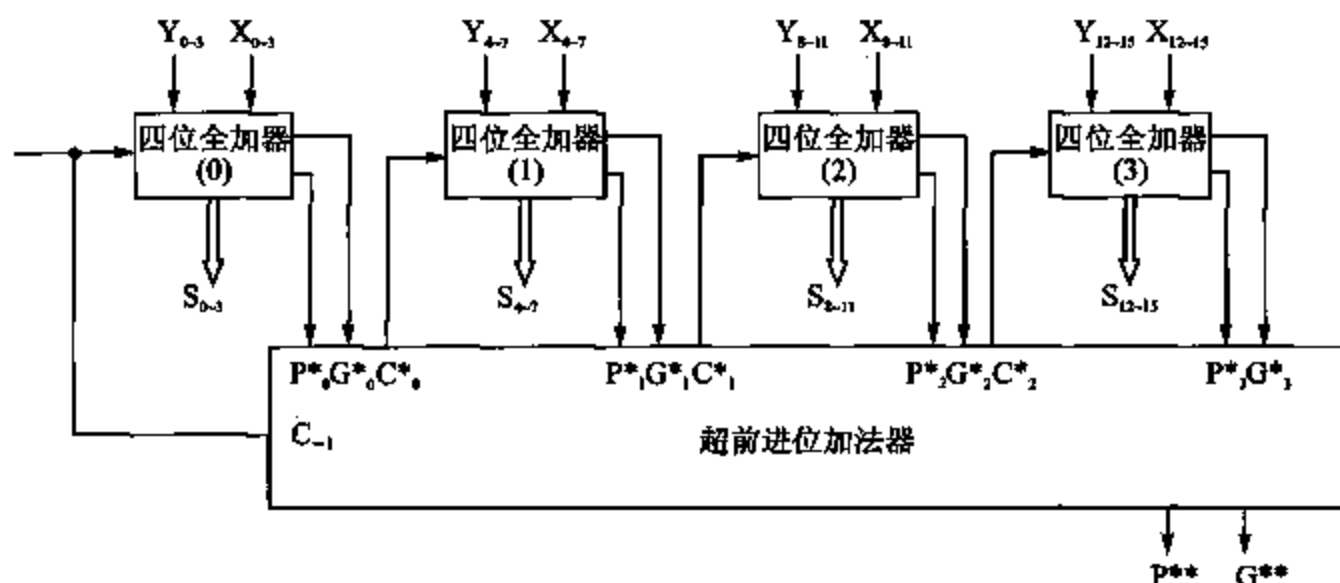 Y₀~₃ X₀~₃ Y₄~₇ X₄~₇ Y₈~₁₁ X₈~₁₁ Y₁₂~₁₅ X₁₂~₁₅
四位全加器 四位全加器 四位全加器 四位全加器
(0) (1) (2) (3)
S₀~₃ S₄~₇ S₈~₁₁ S₁₂~₁₅
P*₀G*₀C*₀ P*₁G*₁C*₁ P*₂G*₂C*₂ P*₃G*₃
C₋₁ 超前进位加法器
P** G**